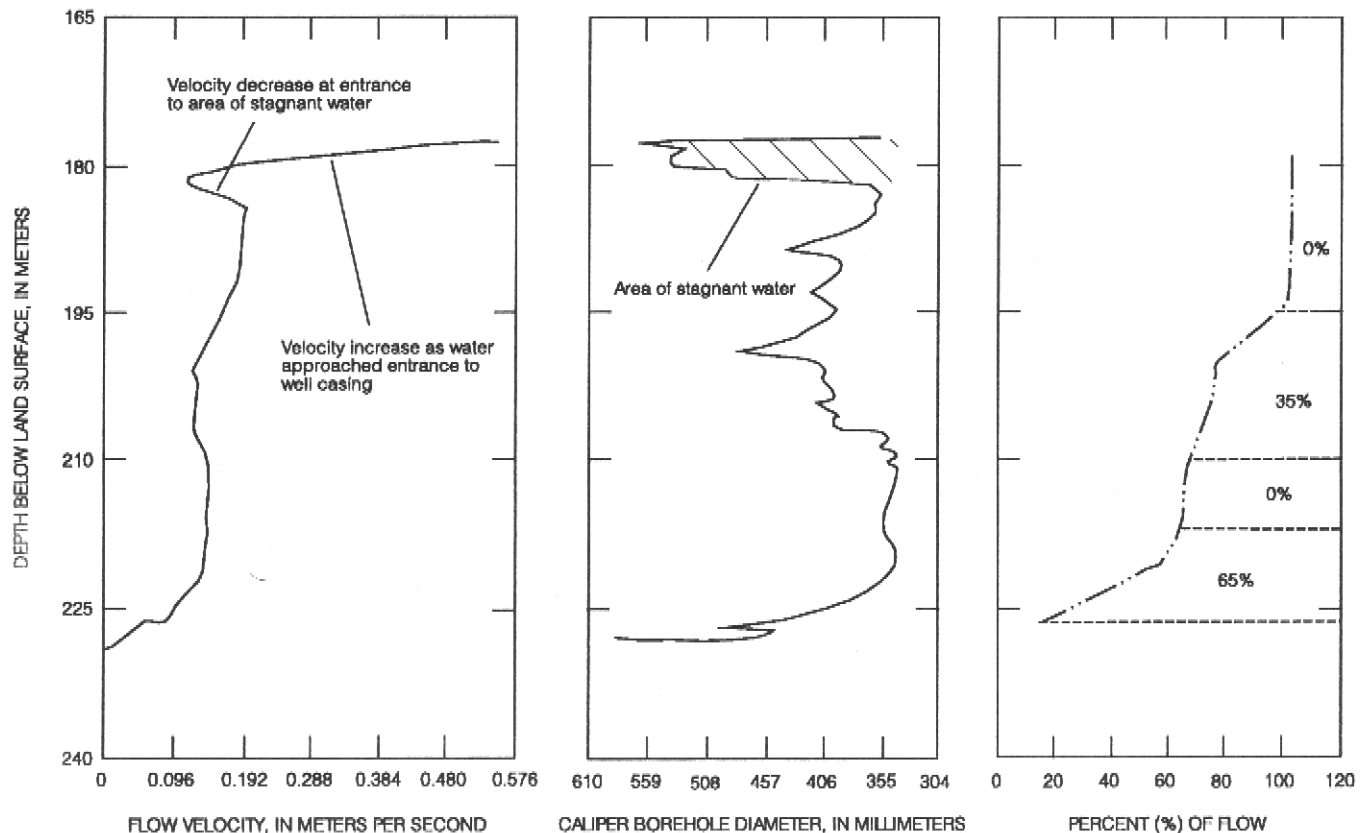 165
180
195
210
225
240
DEPTH BELOW LAND SURFACE, IN METERS
Velocity decrease at entrance
to area of stagnant water
Velocity increase as water
approached entrance to
well casing
0 0.096 0.192 0.288 0.384 0.480 0.576
FLOW VELOCITY, IN METERS PER SECOND
Area of stagnant water
610 559 508 457 406 355 304
CALIPER BOREHOLE DIAMETER, IN MILLIMETERS
0%
35%
0%
65%
0 20 40 60 80 100 120
PERCENT (%) OF FLOW